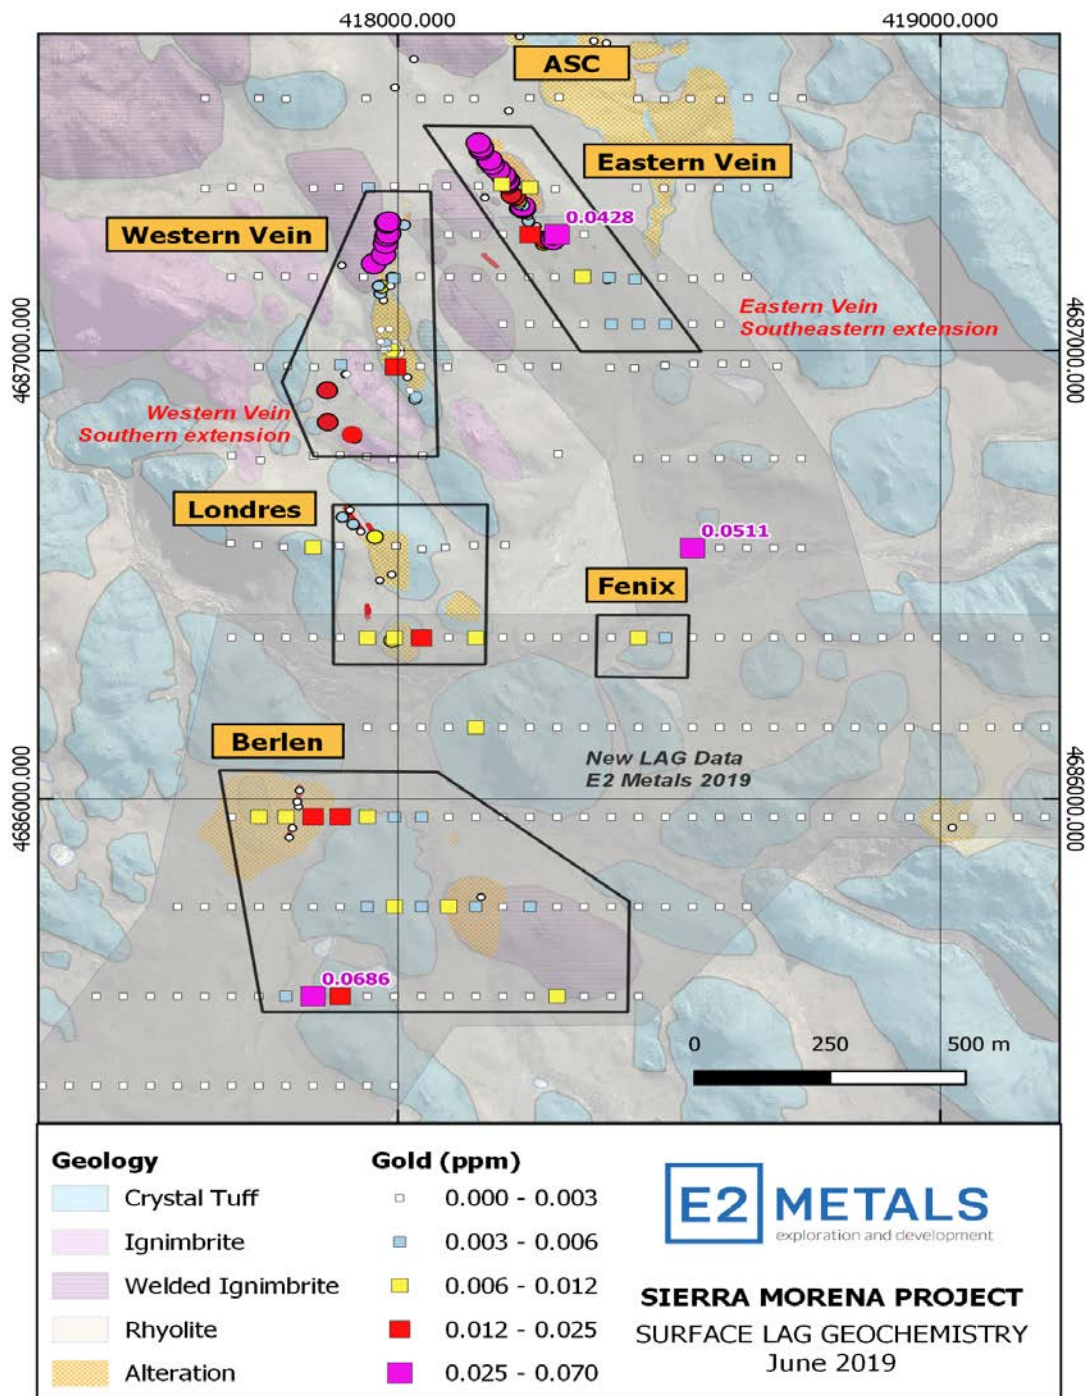 418000.000
419000.000
ASC
Eastern Vein
Western Vein
0.0428
Eastern Vein
Southeastern extension
4687000.000
4687000.000
Western Vein
Southern extension
Londres
0.0511
Fenix
Berlen
New LAG Data
E2 Metals 2019
4686000.000
4686000.000
0.0686
0
250
500 m
Geology
Crystal Tuff
Ignimbrite
Welded Ignimbrite
Rhyolite
Alteration
Gold (ppm)
0.000 - 0.003
0.003 - 0.006
0.006 - 0.012
0.012 - 0.025
0.025 - 0.070
E2 METALS
exploration and development
SIERRA MORENA PROJECT
SURFACE LAG GEOCHEMISTRY
June 2019